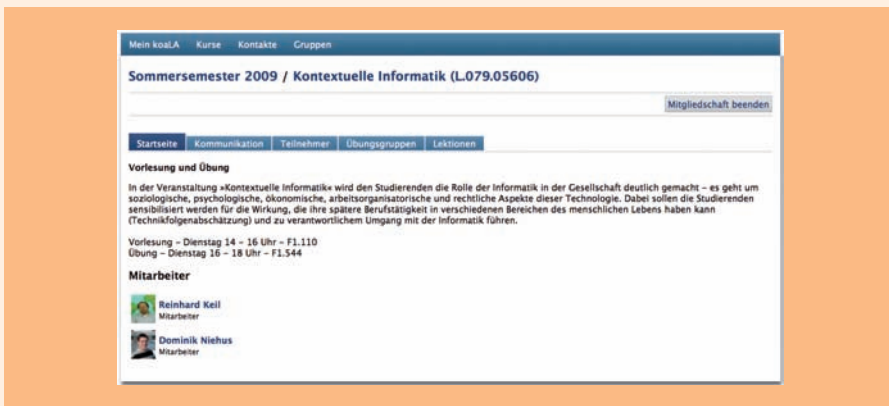 Mein koaLA Kurse Kontakte Gruppen
Sommersemester 2009 / Kontextuelle Informatik (L.079.05606)
Mitgliedschaft beenden
Startseite Kommunikation Teilnehmer Übungsgruppen Lektionen
Vorlesung und Übung
In der Veranstaltung »Kontextuelle Informatik« wird den Studierenden die Rolle der Informatik in der Gesellschaft deutlich gemacht – es geht um
soziologische, psychologische, ökonomische, arbeitsorganisatorische und rechtliche Aspekte dieser Technologie. Dabei sollen die Studierenden
sensibilisiert werden für die Wirkung, die ihre spätere Berufstätigkeit in verschiedenen Bereichen des menschlichen Lebens haben kann
(Technikfolgenabschätzung) und zu verantwortlichem Umgang mit der Informatik führen.
Vorlesung – Dienstag 14 – 16 Uhr – F1.110
Übung – Dienstag 16 – 18 Uhr – F1.544
Mitarbeiter
Reinhard Keil
Mitarbeiter
Dominik Niehus
Mitarbeiter